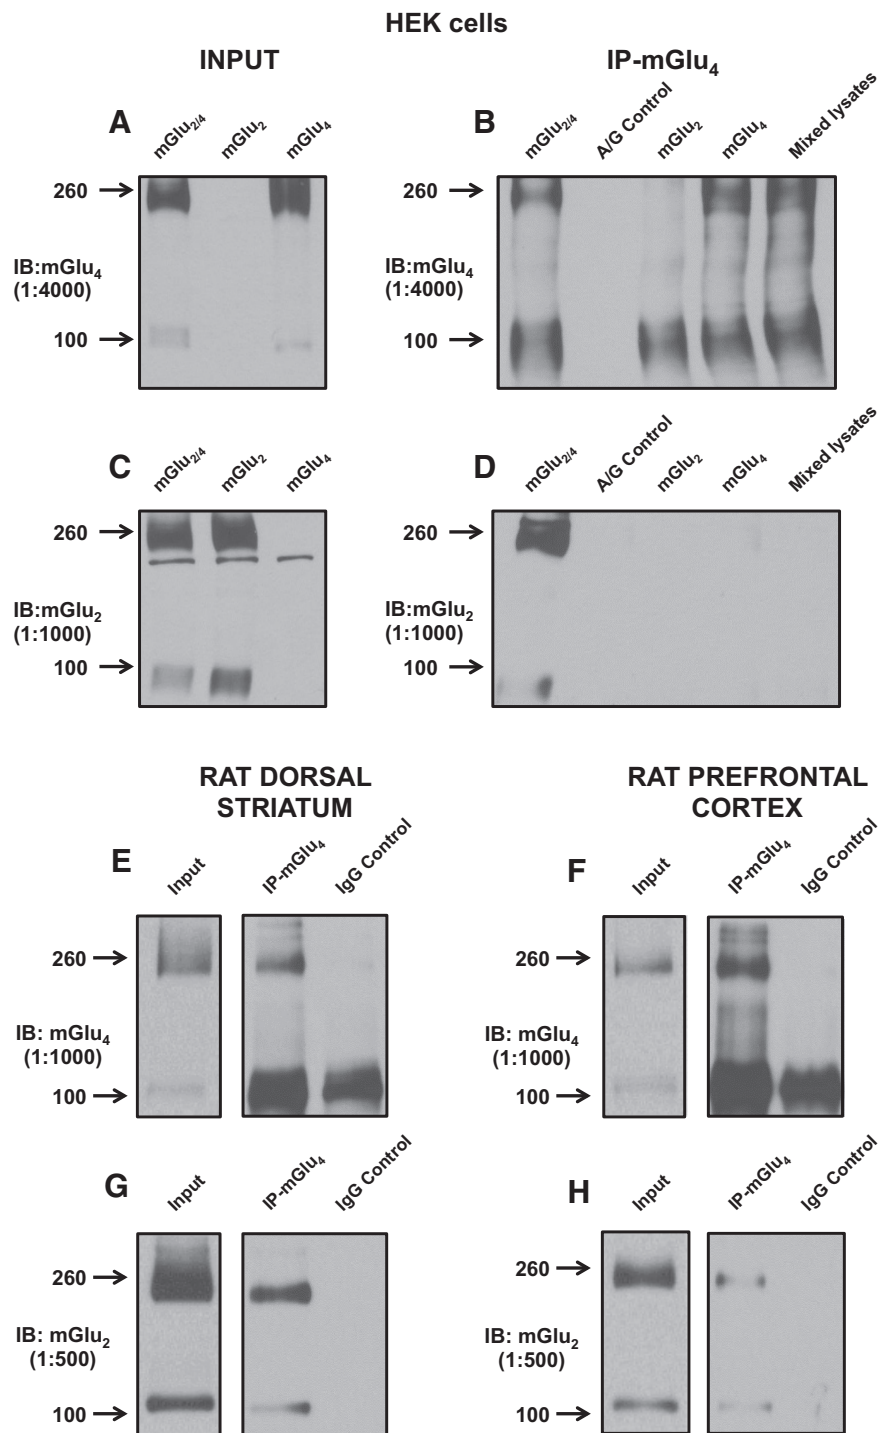 HEK cells
INPUT
IP-mGlu₄
A
mGlu₂/₄
mGlu₂
mGlu₄
260
100
IB:mGlu₄
(1:4000)
B
mGlu₂/₄
A/G Control
mGlu₂
mGlu₄
Mixed lysates
260
100
IB:mGlu₄
(1:4000)
C
mGlu₂/₄
mGlu₂
mGlu₄
260
100
IB:mGlu₂
(1:1000)
D
mGlu₂/₄
A/G Control
mGlu₂
mGlu₄
Mixed lysates
260
100
IB:mGlu₂
(1:1000)
RAT DORSAL
STRIATUM
RAT PREFRONTAL
CORTEX
E
Input
IP-mGlu₄
IgG Control
260
IB: mGlu₄
(1:1000)
100
F
Input
IP-mGlu₄
IgG Control
260
IB: mGlu₄
(1:1000)
100
G
Input
IP-mGlu₄
IgG Control
260
IB: mGlu₂
(1:500)
100
H
Input
IP-mGlu₄
IgG Control
260
IB: mGlu₂
(1:500)
100